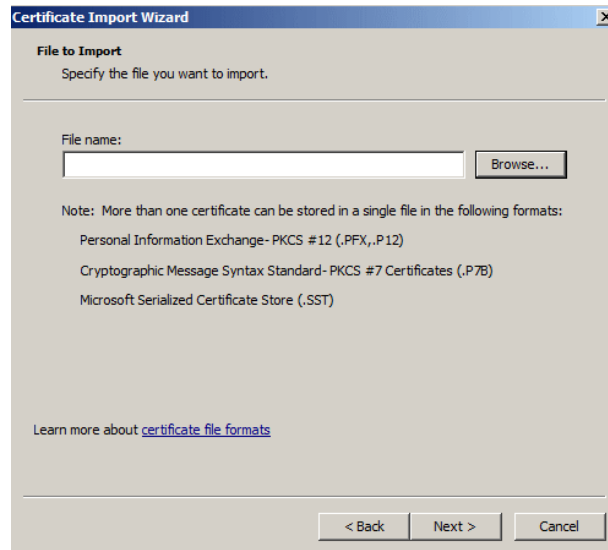 Certificate Import Wizard
File to Import
Specify the file you want to import.
File name:
Browse...
Note: More than one certificate can be stored in a single file in the following formats:
Personal Information Exchange- PKCS #12 (.PFX,.P12)
Cryptographic Message Syntax Standard- PKCS #7 Certificates (.P7B)
Microsoft Serialized Certificate Store (.SST)
Learn more about certificate file formats
< Back Next > Cancel